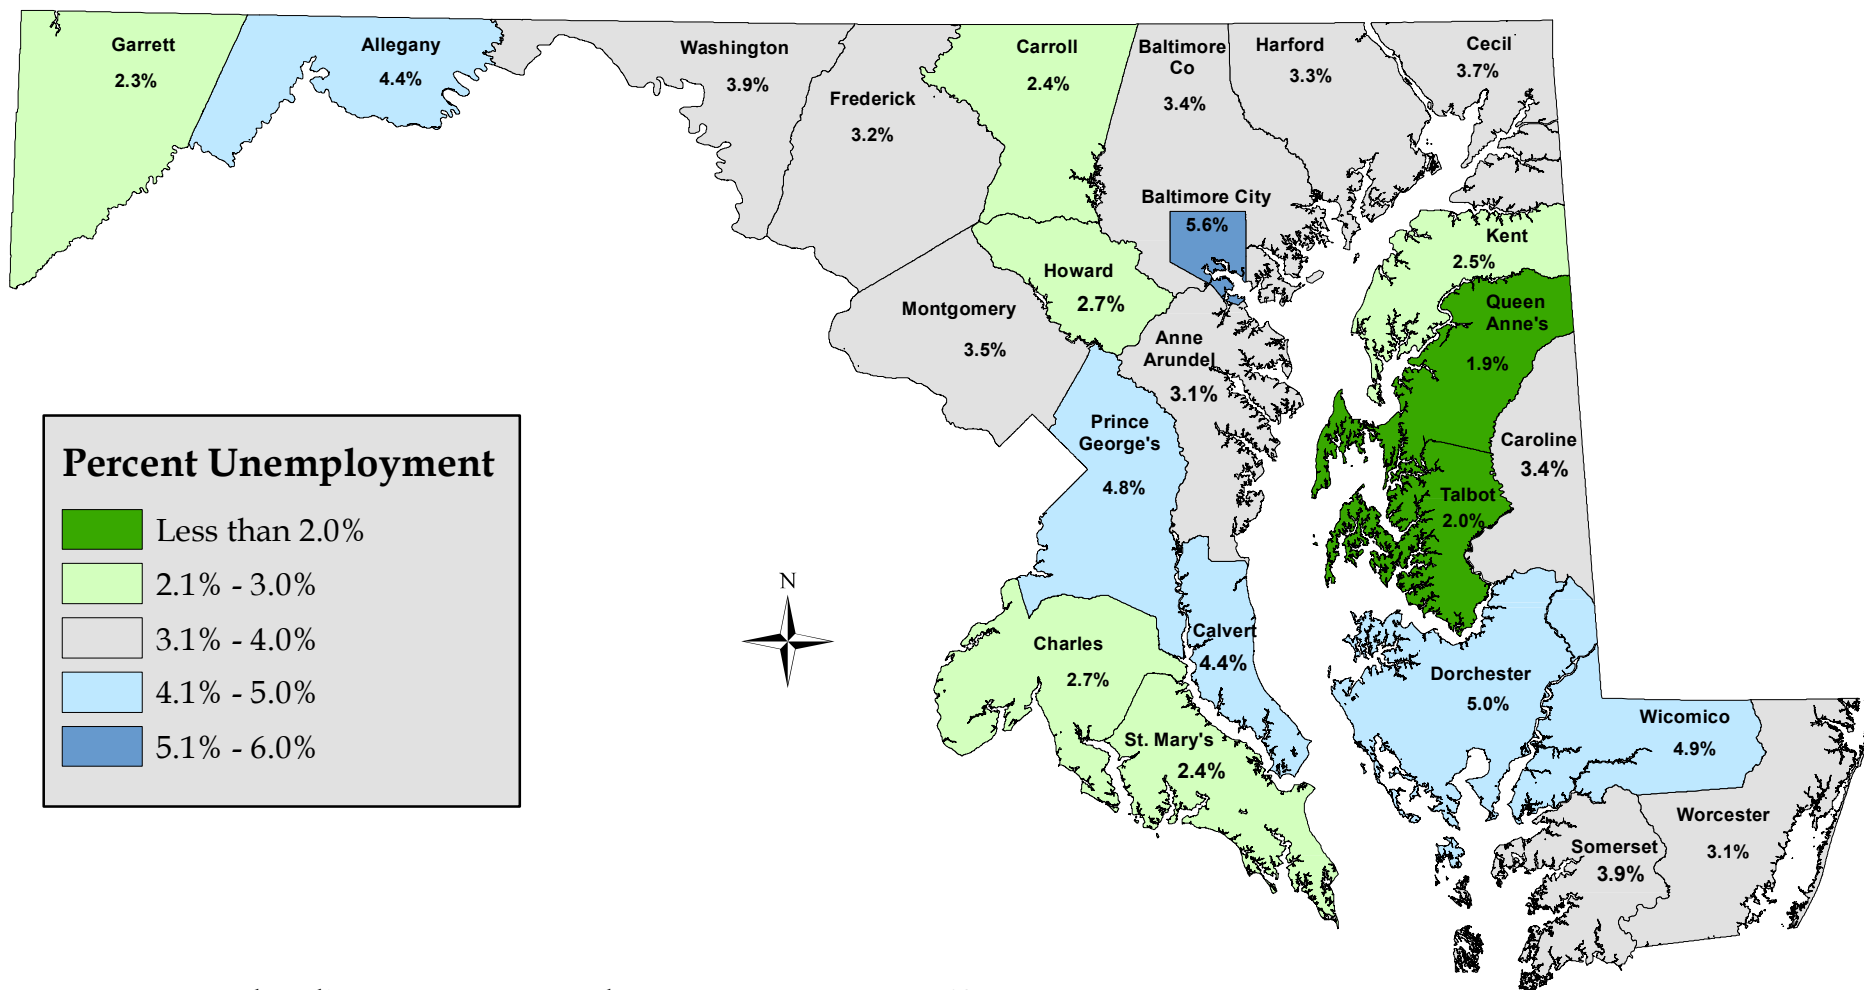 Garrett
2.3%
Allegany
4.4%
Washington
3.9%
Frederick
3.2%
Carroll
2.4%
Baltimore
Co
3.4%
Harford
3.3%
Cecil
3.7%
Baltimore City
5.6%
Kent
2.5%
Howard
2.7%
Queen
Anne's
1.9%
Montgomery
3.5%
Anne
Arundel
3.1%
Prince
George's
4.8%
Caroline
3.4%
Talbot
2.0%
Percent Unemployment
Less than 2.0%
2.1% - 3.0%
3.1% - 4.0%
4.1% - 5.0%
5.1% - 6.0%
N
Charles
2.7%
Calvert
4.4%
Dorchester
5.0%
St. Mary's
2.4%
Wicomico
4.9%
Worcester
3.1%
Somerset
3.9%